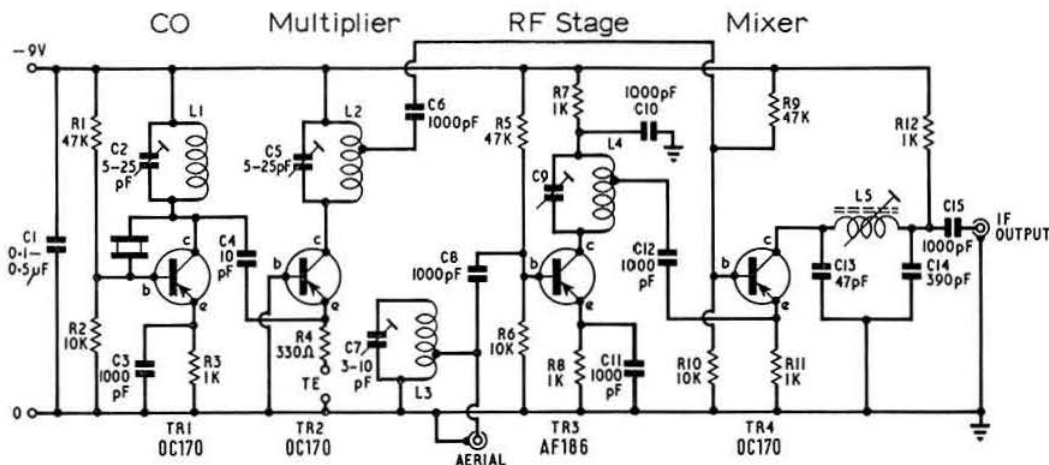 CO Multiplier RF Stage Mixer
−9V
R1
47K
C2
5–25
pF
L1
C1
0·1–
0·5µF
R2
10K
C3
1000
pF
R3
1K
b
c
e
TR1
OC170
C4
10
pF
C5
5–25pF
L2
C6
1000pF
b
c
e
R4
330Ω
TE
TR2
OC170
C7
3–10
pF
L3
C8
1000pF
AERIAL
R5
47K
R6
10K
R7
1K
1000pF
C10
C9
L4
b
c
e
R8
1K
C11
1000
pF
TR3
AF186
C12
1000
pF
R9
47K
R10
10K
b
c
e
R11
1K
TR4
OC170
C13
47pF
L5
C14
390pF
R12
1K
C15
1000pF
IF
OUTPUT
0